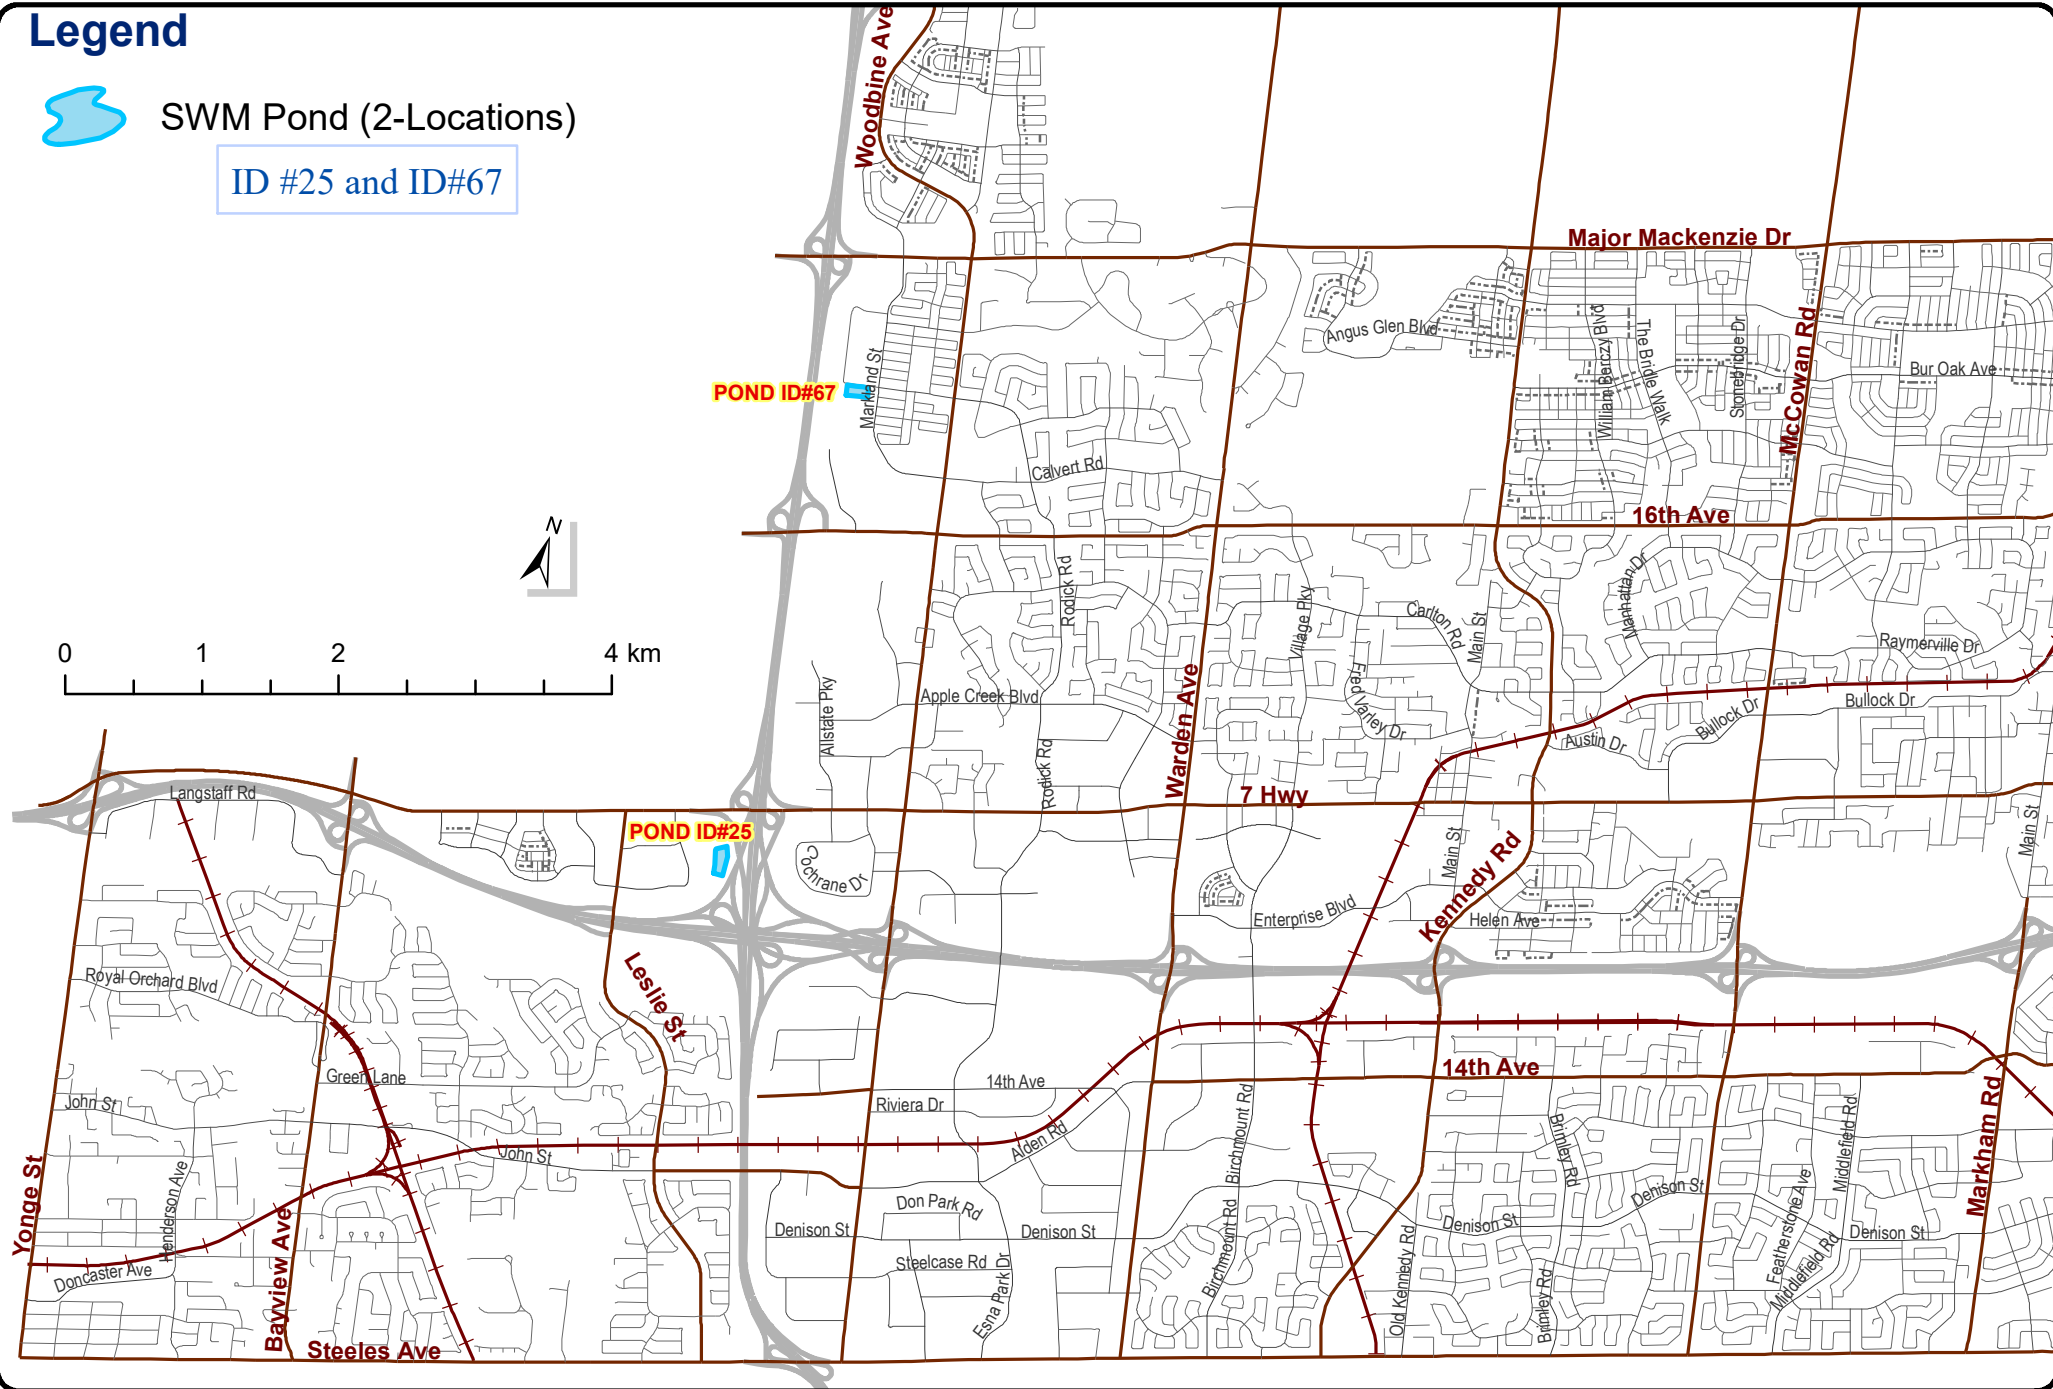 Legend
SWM Pond (2-Locations)
ID #25 and ID#67
Woodbine Ave
Major Mackenzie Dr
Angus Glen Blvd
William Berczy Blvd
The Bridle Walk
Stonebridge Dr
McCowan Rd
Bur Oak Ave
POND ID#67
Markland St
Calvert Rd
16th Ave
N
Rodick Rd
Village Pky
Carlton Rd
Main St
Manhattan Dr
Raymerville Dr
0 1 2 4 km
Allstate Pky
Apple Creek Blvd
Warden Ave
Fred Varley Dr
Austin Dr
Bullock Dr
Bullock Dr
Rodick Rd
7 Hwy
Langstaff Rd
POND ID#25
Cochrane Dr
Main St
Kennedy Rd
Main St
Enterprise Blvd
Helen Ave
Royal Orchard Blvd
Leslie St
Green Lane
14th Ave
14th Ave
John St
Riviera Dr
Alden Rd
John St
Birchmount Rd
Brimley Rd
Middlefield Rd
Markham Rd
Yonge St
Henderson Ave
Bayview Ave
Don Park Rd
Denison St
Denison St
Denison St
Denison St
Denison St
Birchmount Rd
Featherstone Ave
Middlefield Rd
Steelcase Rd
Esna Park Dr
Old Kennedy Rd
Brimley Rd
Doncaster Ave
Steeles Ave